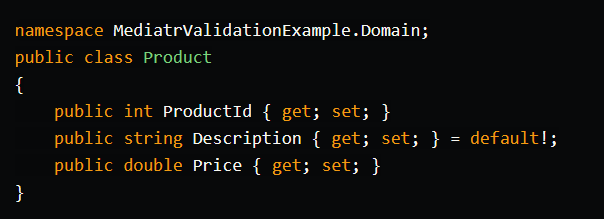 namespace MediatrValidationExample.Domain;
public class Product
{
    public int ProductId { get; set; }
    public string Description { get; set; } = default!;
    public double Price { get; set; }
}